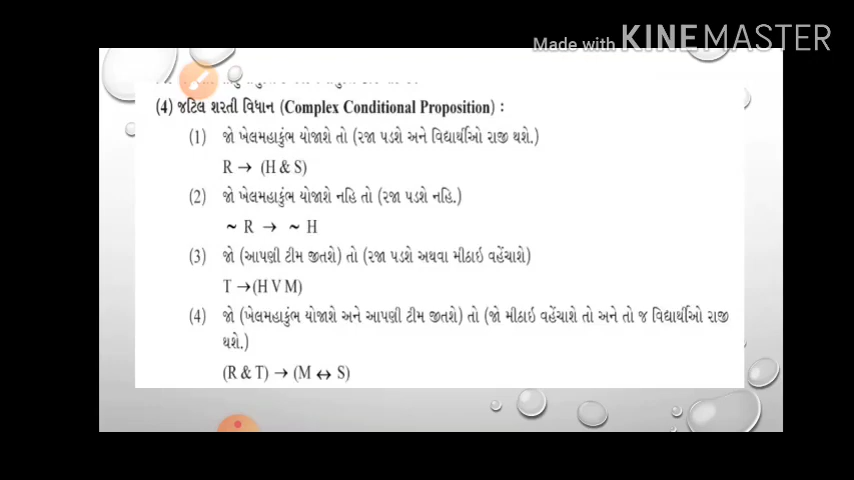 Made with KINEMASTER
(4) જટિલ શરતી વિધાન (Complex Conditional Proposition) :
(1) જો ખેલમહાકુંભ યોજાશે તો (રજા પડશે અને વિદ્યાર્થીઓ રાજી થશે.)
R → (H & S)
(2) જો ખેલમહાકુંભ યોજાશે નહિ તો (રજા પડશે નહિ.)
~ R → ~ H
(3) જો (આપણી ટીમ જીતશે) તો (રજા પડશે અથવા મીઠાઇ વહેંચાશે)
T →(H V M)
(4) જો (ખેલમહાકુંભ યોજાશે અને આપણી ટીમ જીતશે) તો (જો મીઠાઇ વહેંચાશે તો અને તો જ વિદ્યાર્થીઓ રાજી
થશે.)
(R & T) → (M ↔ S)